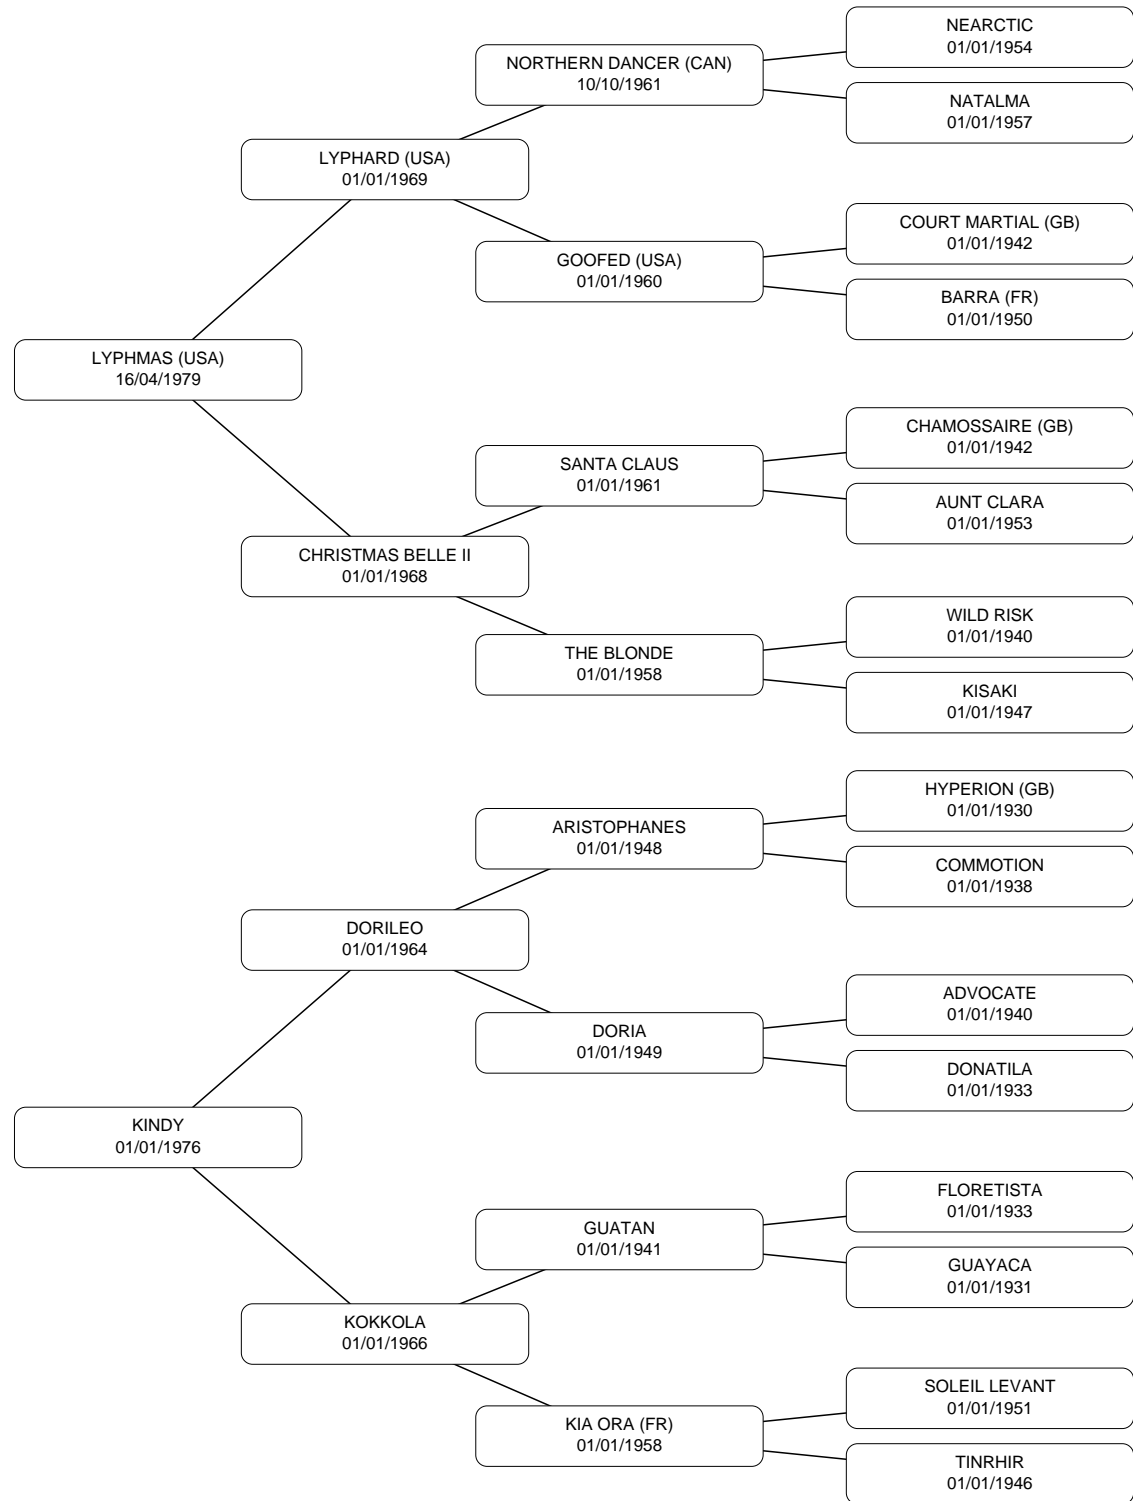 NEARCTIC
01/01/1954
NORTHERN DANCER (CAN)
10/10/1961
NATALMA
01/01/1957
LYPHARD (USA)
01/01/1969
COURT MARTIAL (GB)
01/01/1942
GOOFED (USA)
01/01/1960
BARRA (FR)
01/01/1950
LYPHMAS (USA)
16/04/1979
CHAMOSSAIRE (GB)
01/01/1942
SANTA CLAUS
01/01/1961
AUNT CLARA
01/01/1953
CHRISTMAS BELLE II
01/01/1968
WILD RISK
01/01/1940
THE BLONDE
01/01/1958
KISAKI
01/01/1947
HYPERION (GB)
01/01/1930
ARISTOPHANES
01/01/1948
COMMOTION
01/01/1938
DORILEO
01/01/1964
ADVOCATE
01/01/1940
DORIA
01/01/1949
DONATILA
01/01/1933
KINDY
01/01/1976
FLORETISTA
01/01/1933
GUATAN
01/01/1941
GUAYACA
01/01/1931
KOKKOLA
01/01/1966
SOLEIL LEVANT
01/01/1951
KIA ORA (FR)
01/01/1958
TINRHIR
01/01/1946